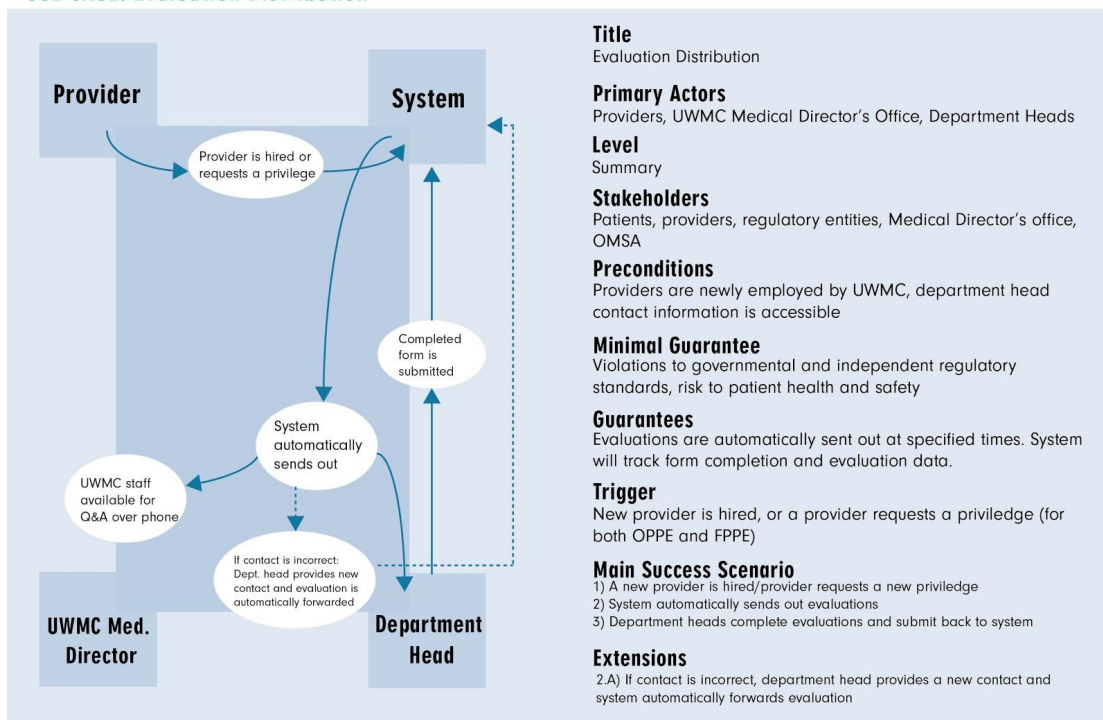 Provider
System
Provider is hired or
requests a privilege
Completed
form is
submitted
System
automatically
sends out
UWMC staff
available for
Q&A over phone
If contact is incorrect:
Dept. head provides new
contact and evaluation is
automatically forwarded
UWMC Med.
Director
Department
Head
Title
Evaluation Distribution
Primary Actors
Providers, UWMC Medical Director's Office, Department Heads
Level
Summary
Stakeholders
Patients, providers, regulatory entities, Medical Director's office,
OMSA
Preconditions
Providers are newly employed by UWMC, department head
contact information is accessible
Minimal Guarantee
Violations to governmental and independent regulatory
standards, risk to patient health and safety
Guarantees
Evaluations are automatically sent out at specified times. System
will track form completion and evaluation data.
Trigger
New provider is hired, or a provider requests a priviledge (for
both OPPE and FPPE)
Main Success Scenario
1) A new provider is hired/provider requests a new priviledge
2) System automatically sends out evaluations
3) Department heads complete evaluations and submit back to system
Extensions
2.A) If contact is incorrect, department head provides a new contact and
system automatically forwards evaluation